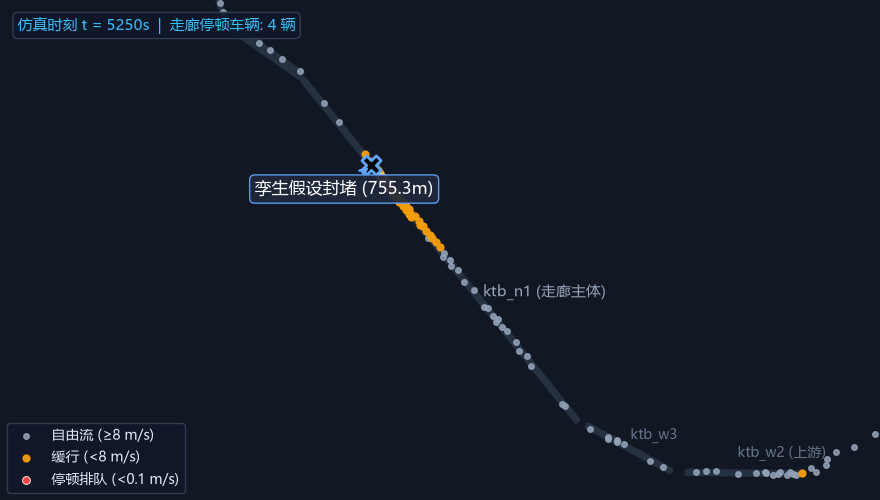 仿真时刻 t = 5250s | 走廊停顿车辆: 4 辆
孪生假设封堵 (755.3m)
ktb_n1 (走廊主体)
ktb_w3
ktb_w2 (上游)
自由流 (≥8 m/s)
缓行 (<8 m/s)
停顿排队 (<0.1 m/s)